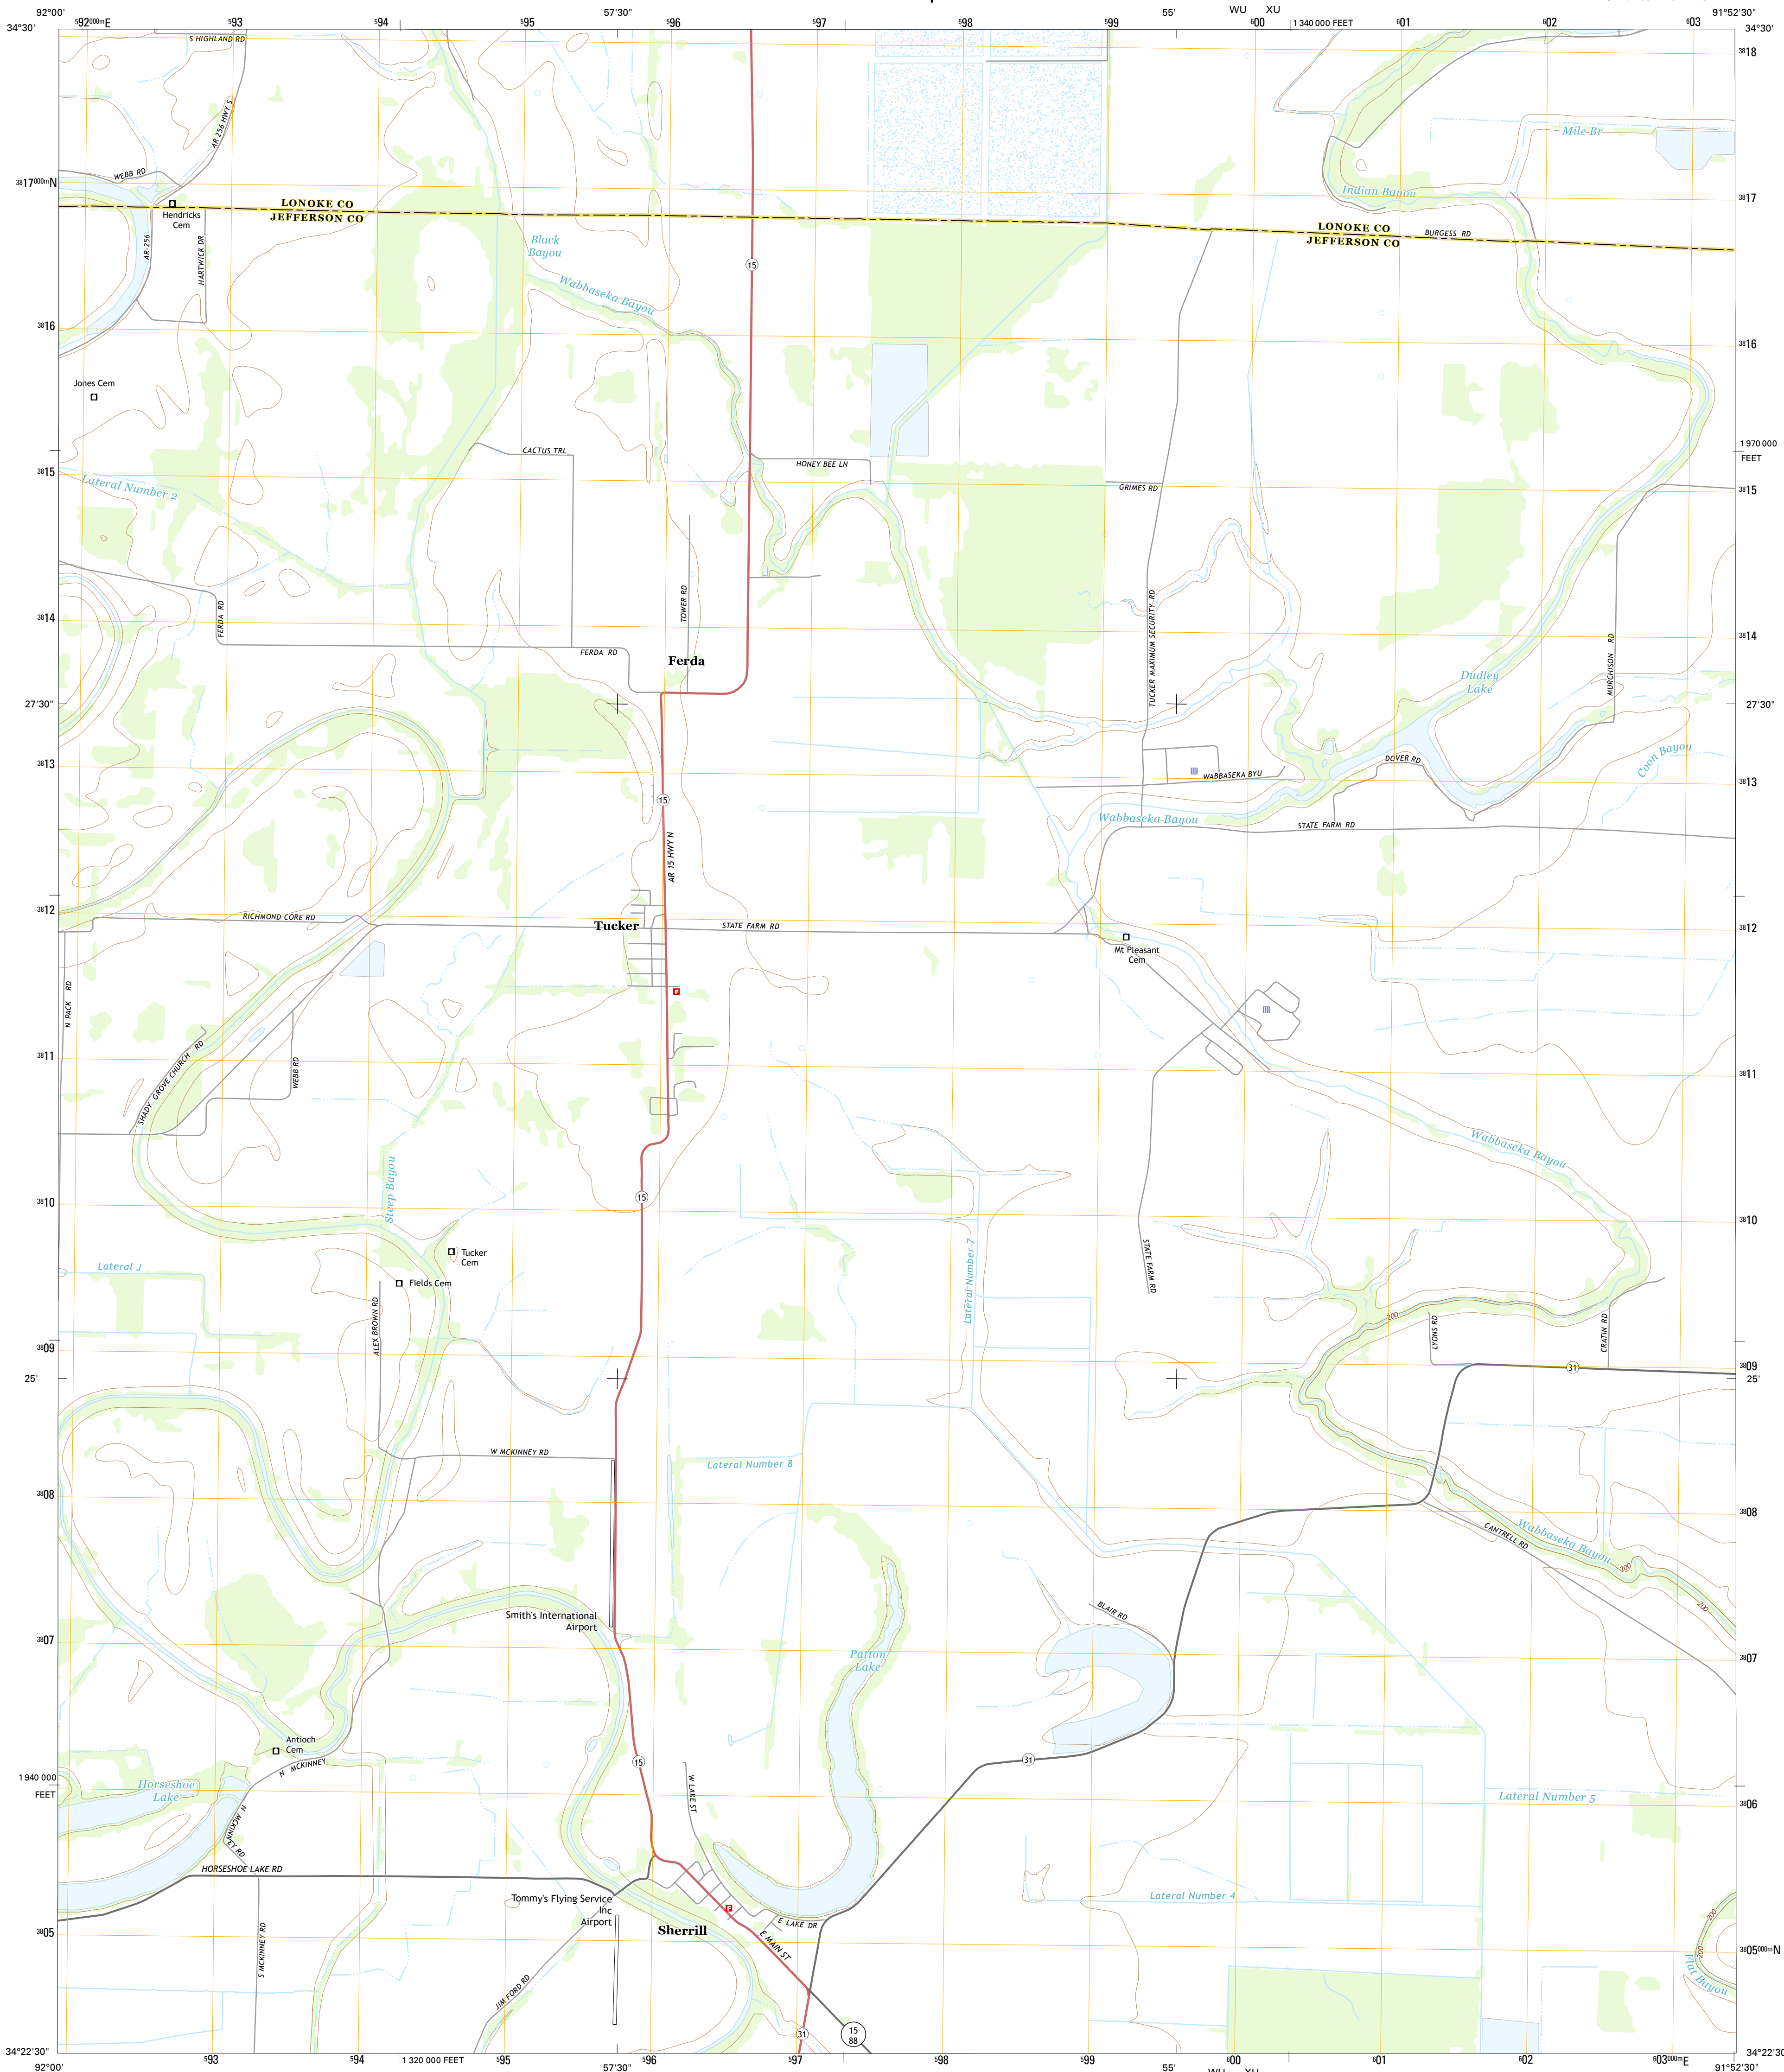 92°00'
⁵92⁰⁰⁰ᵐE
⁵93
⁵94
⁵95
57'30"
⁵96
⁵97
⁵98
⁵99
55'
WU
XU
⁶00
1 340 000 FEET
⁶01
⁶02
⁶03
91°52'30"
34°30'
34°30'
S HIGHLAND RD
³⁸18
AR 256 HWY S
Mile Br
WEBB RD
³⁸17⁰⁰⁰ᵐN
Indian Bayou
³⁸17
LONOKE CO
JEFFERSON CO
Hendricks
Cem
LONOKE CO
JEFFERSON CO
BURGESS RD
AR 256
HARTWICK DR
Black
Bayou
15
Wabbaseka Bayou
³⁸16
³⁸16
Jones Cem
CACTUS TRL
HONEY BEE LN
1 970 000
FEET
³⁸15
Lateral Number 2
GRIMES RD
³⁸15
FERDA RD
TOWER RD
TUCKER MAXIMUM SECURITY RD
³⁸14
³⁸14
FERDA RD
Ferda
MURCHISON RD
Dudley
Lake
27'30"
27'30"
Coon Bayou
DOVER RD
³⁸13
WABBASEKA BYU
³⁸13
15
Wabbaseka Bayou
STATE FARM RD
AR 15 HWY N
³⁸12
RICHMOND CORE RD
Tucker
STATE FARM RD
³⁸12
Mt Pleasant
Cem
N PACK RD
F
SHADY GROVE CHURCH RD
WEBB RD
³⁸11
³⁸11
Wabbaseka Bayou
Steep Bayou
15
³⁸10
³⁸10
Tucker
Cem
Lateral J
Fields Cem
Lateral Number 7
STATE FARM RD
ALEX BROWN RD
200
LYONS RD
CRATIN RD
³⁸09
31
³⁸09
25'
25'
W MCKINNEY RD
Lateral Number 8
³⁸08
³⁸08
CANTRELL RD
Wabbaseka Bayou
200
200
Smith's International
Airport
BLAIR RD
³⁸07
Patton
Lake
³⁸07
Antioch
Cem
N MCKINNEY
15
31
1 940 000
FEET
Horseshoe
Lake
W LAKE ST
Lateral Number 5
³⁸06
N MCKINNEY RD
HORSESHOE LAKE RD
Tommy's Flying Service
Inc
Airport
F
Lateral Number 4
E LAKE DR
Sherrill
E MAIN ST
200
200
³⁸05
³⁸05⁰⁰⁰ᵐN
S MCKINNEY RD
Flat Bayou
JIM FORD RD
31
15
88
34°22'30"
34°22'30"
92°00'
⁵93
⁵94
1 320 000 FEET
⁵95
57'30"
⁵96
⁵97
⁵98
⁵99
55'
⁶00
⁶01
⁶02
⁶03⁰⁰⁰ᵐE
91°52'30"
WU
XU